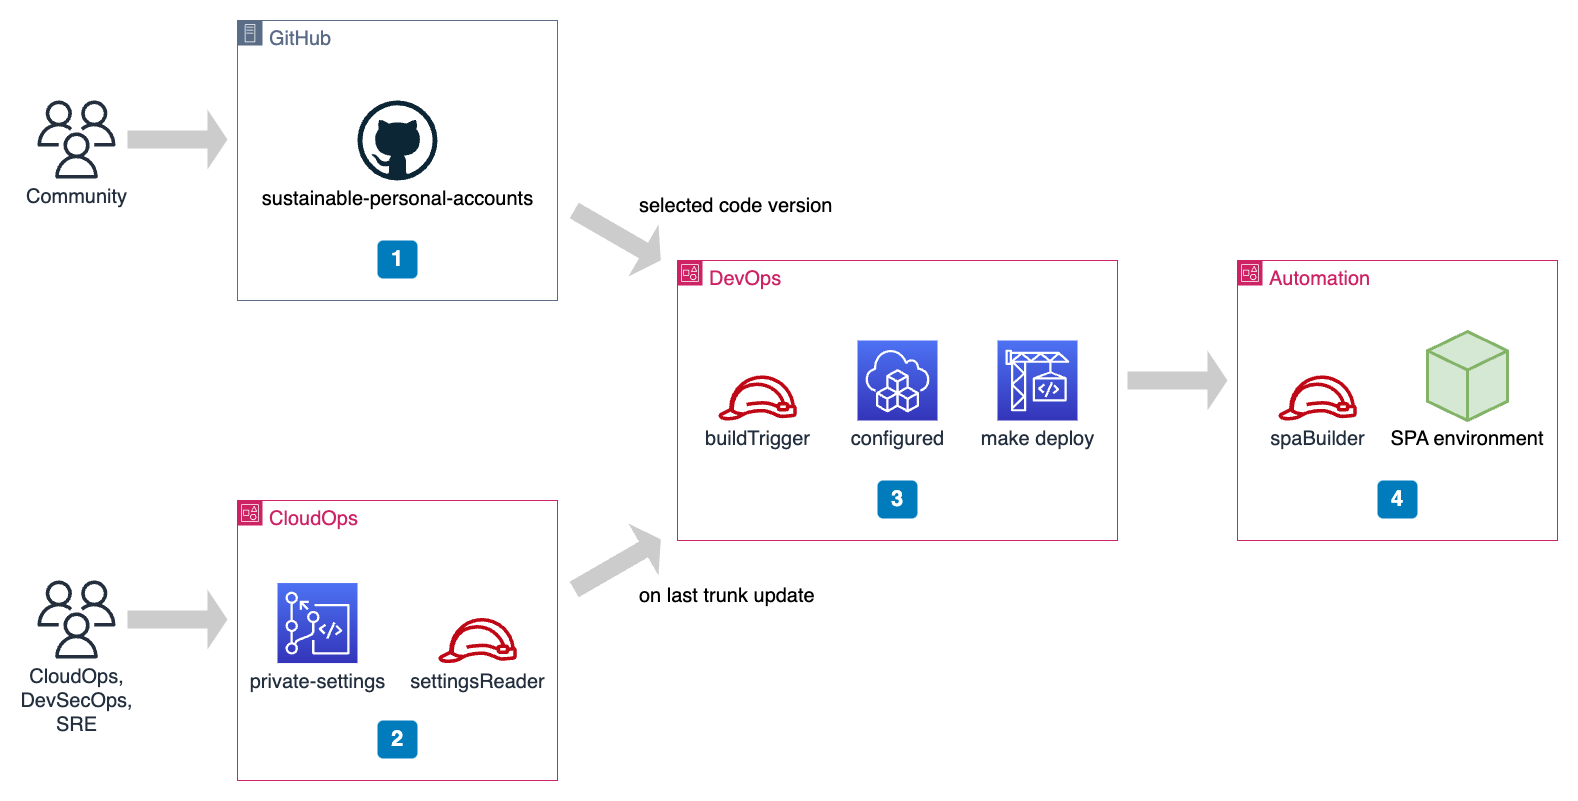 GitHub
Community
sustainable-personal-accounts
1
selected code version
DevOps
buildTrigger
configured
make deploy
3
Automation
spaBuilder
SPA environment
4
CloudOps
CloudOps,
DevSecOps,
SRE
private-settings
settingsReader
2
on last trunk update